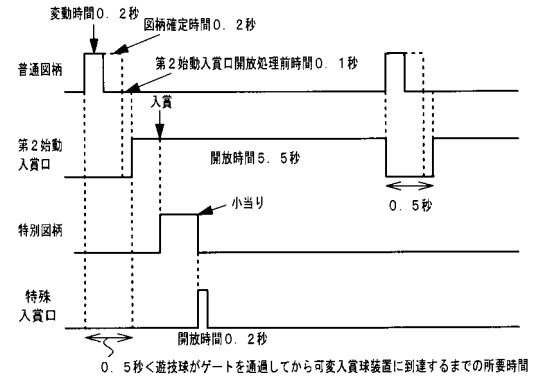 変動時間0．2秒
図柄確定時間0．2秒
普通図柄
第2始動入賞口開放処理前時間0．1秒
入賞
第2始動
入賞口
開放時間5．5秒
0．5秒
小当り
特別図柄
特殊
入賞口
開放時間0．2秒
0．5秒＜遊技球がゲートを通過してから可変入賞球装置に到達するまでの所要時間